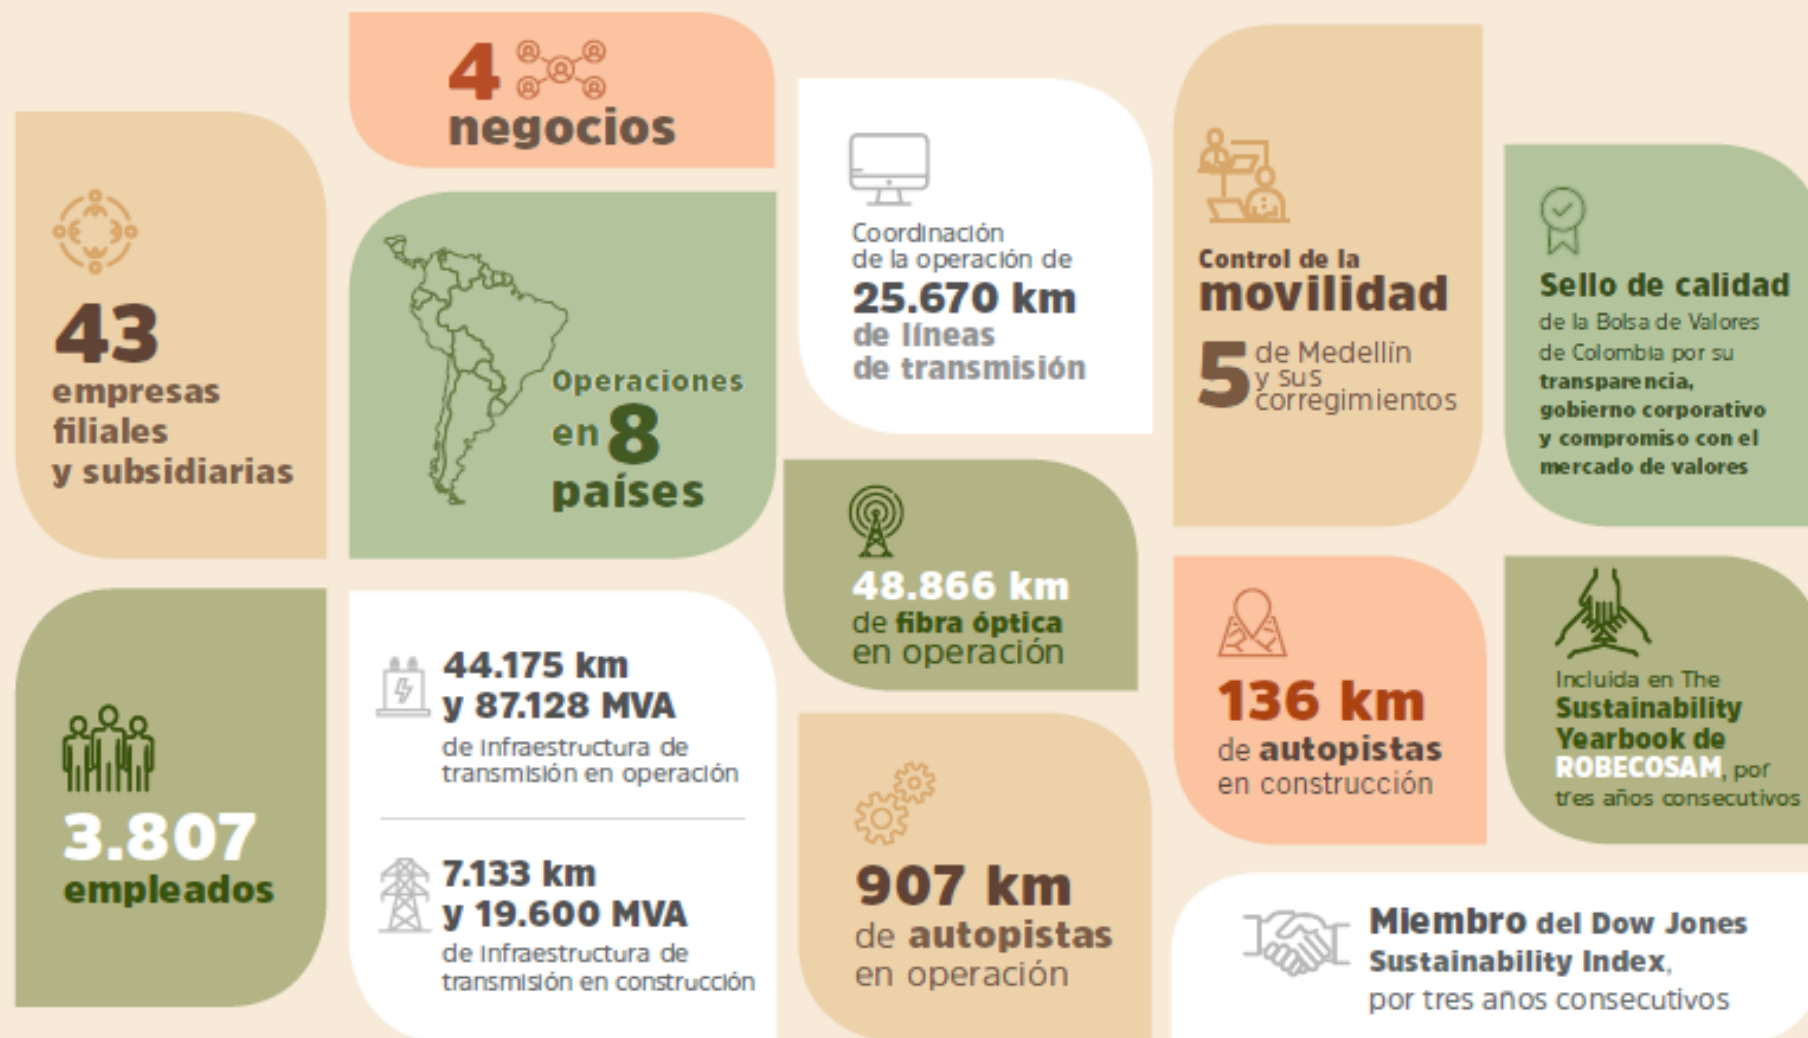 4
negocios
43
empresas
filiales
y subsidiarias
Operaciones
en 8
países
Coordinación
de la operación de
25.670 km
de líneas
de transmisión
Control de la
movilidad
5 de Medellín
y sus
corregimientos
Sello de calidad
de la Bolsa de Valores
de Colombia por su
transparencia,
gobierno corporativo
y compromiso con el
mercado de valores
3.807
empleados
44.175 km
y 87.128 MVA
de infraestructura de
transmisión en operación
7.133 km
y 19.600 MVA
de infraestructura de
transmisión en construcción
48.866 km
de fibra óptica
en operación
907 km
de autopistas
en operación
136 km
de autopistas
en construcción
Incluida en The
Sustainability
Yearbook de
ROBECOSAM, por
tres años consecutivos
Miembro del Dow Jones
Sustainability Index,
por tres años consecutivos